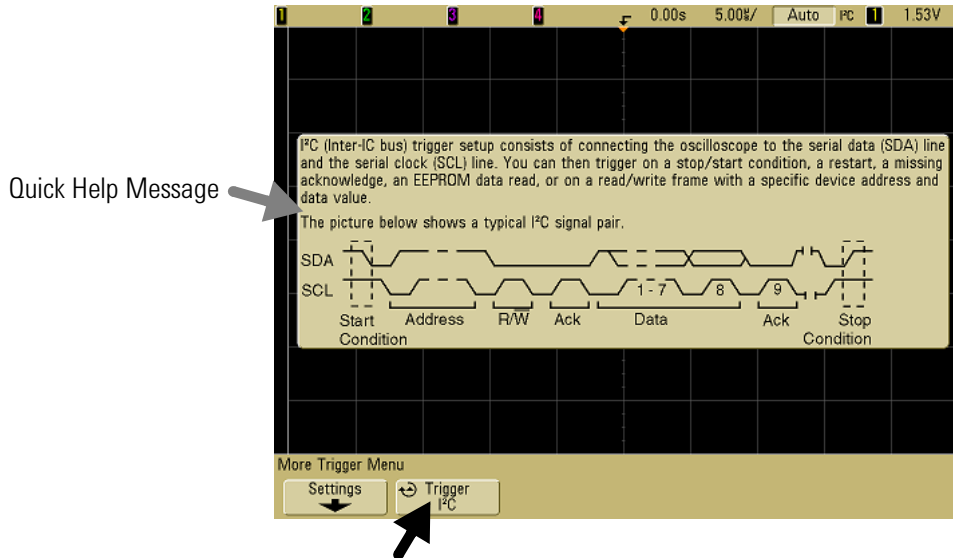 1 2 3 4 0.00s 5.00%/ Auto I²C 1 1.53V
I²C (Inter-IC bus) trigger setup consists of connecting the oscilloscope to the serial data (SDA) line
and the serial clock (SCL) line. You can then trigger on a stop/start condition, a restart, a missing
acknowledge, an EEPROM data read, or on a read/write frame with a specific device address and
data value.
Quick Help Message
The picture below shows a typical I²C signal pair.
SDA
SCL 1 - 7 8 9
Start Address R/W̅ Ack Data Ack Stop
Condition Condition
More Trigger Menu
Settings Trigger
I²C